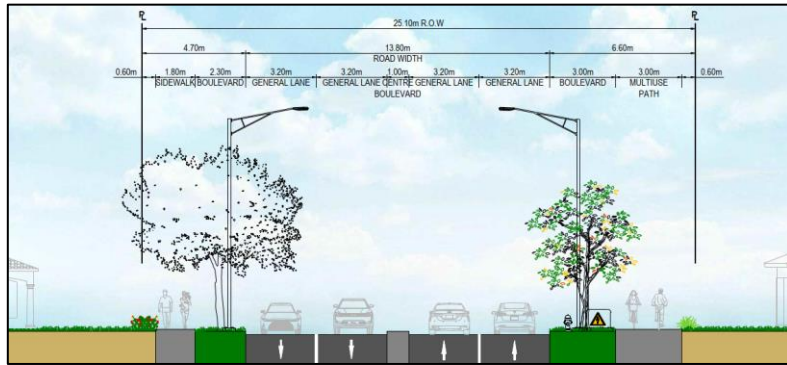 25.10m R.O.W
4.70m 13.80m 6.60m
ROAD WIDTH
0.60m 1.80m 2.30m 3.20m 3.20m 1.00m 3.20m 3.20m 3.00m 3.00m 0.60m
SIDEWALK BOULEVARD GENERAL LANE GENERAL LANE CENTRE GENERAL LANE GENERAL LANE BOULEVARD MULTIUSE
BOULEVARD PATH